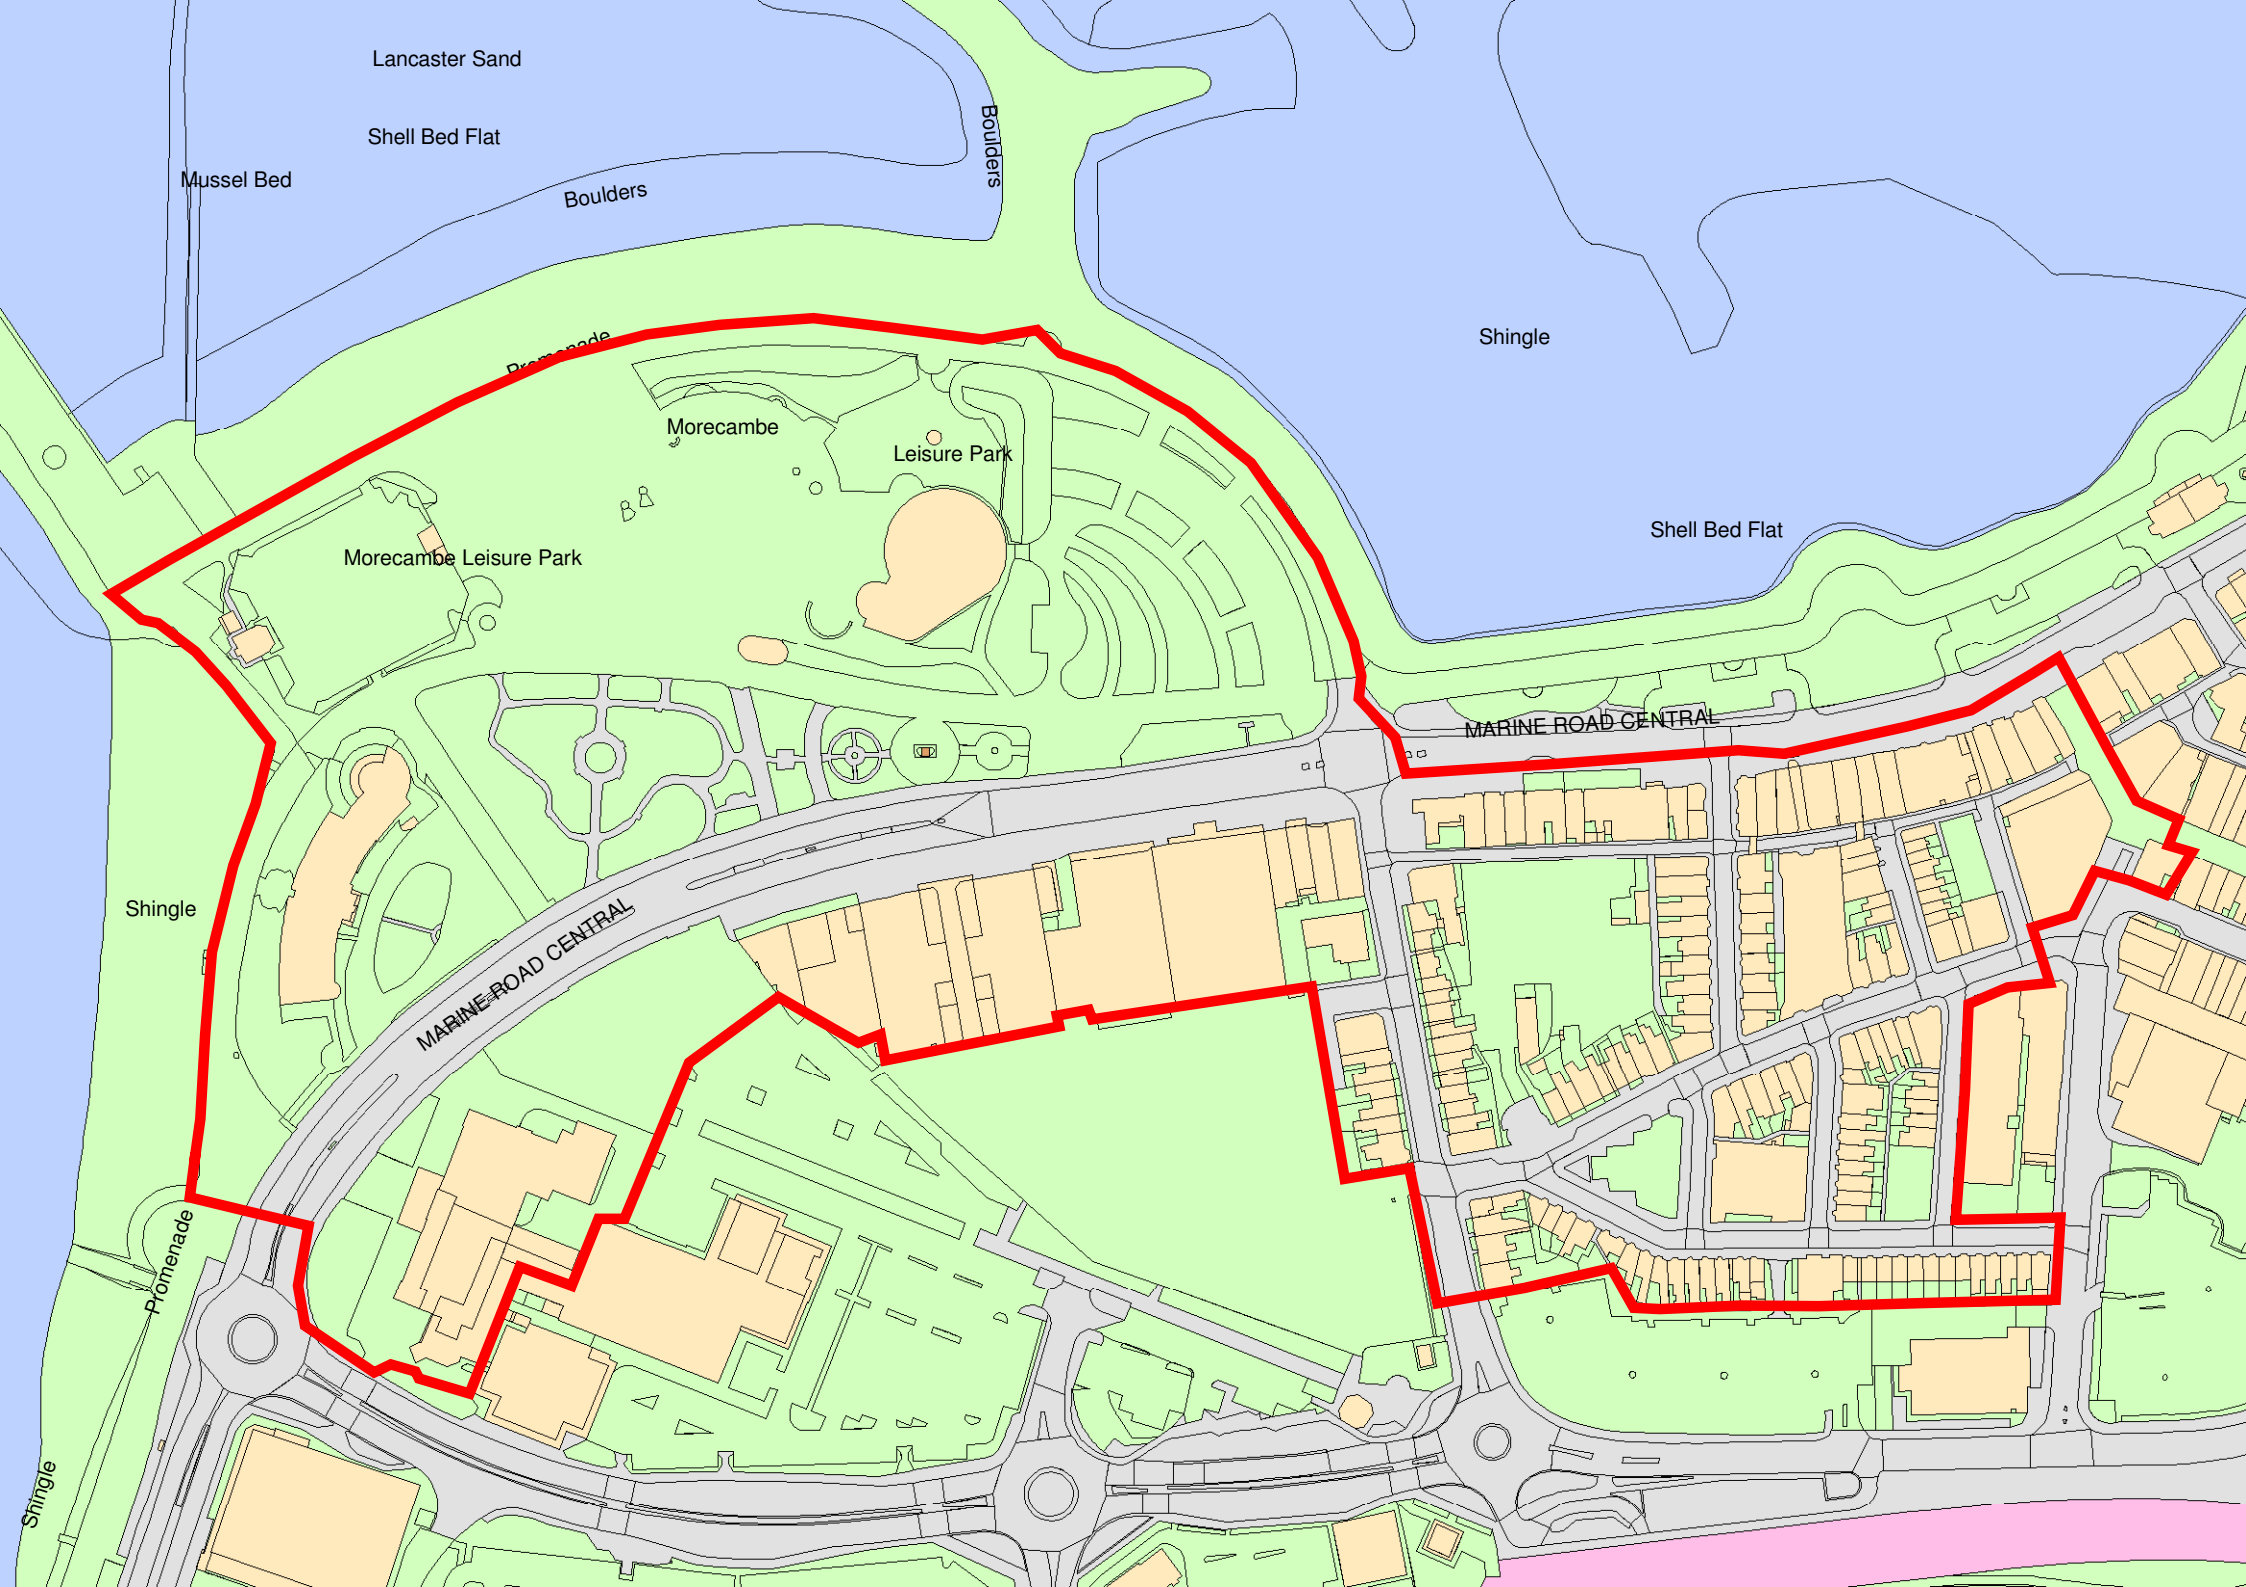 Lancaster Sand
Shell Bed Flat
Boulders
Mussel Bed
Boulders
Promenade
Shingle
Morecambe
Leisure Park
Shell Bed Flat
Morecambe Leisure Park
MARINE ROAD CENTRAL
Shingle
MARINE ROAD CENTRAL
Promenade
Shingle